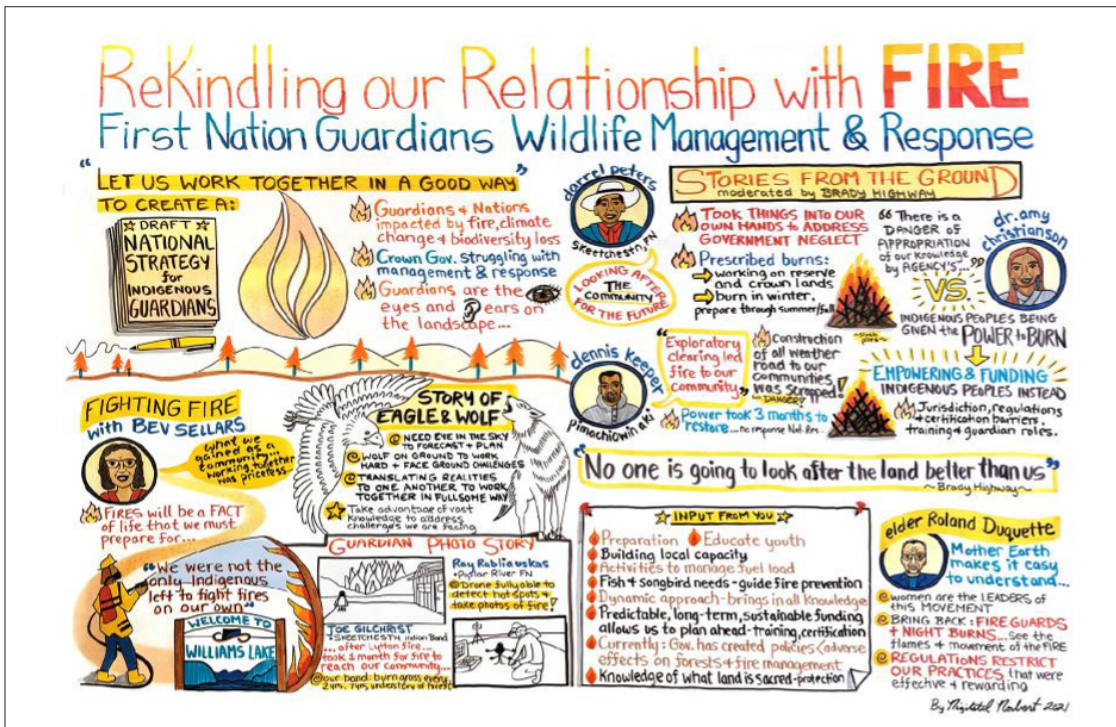 ReKindling our Relationship with FIRE
First Nation Guardians Wildlife Management & Response
"LET US WORK TOGETHER IN A GOOD WAY"
TO CREATE A:
DRAFT
NATIONAL
STRATEGY
for
INDIGENOUS
GUARDIANS
Guardians & Nations
impacted by fire, climate
change & biodiversity loss
Crown Gov. struggling with
management & response
Guardians are the
eyes and ears on
the landscape...
darrel peters
Skeetchestn, FN
LOOKING AFTER
THE
COMMUNITY
FOR THE FUTURE
STORIES FROM THE GROUND
moderated by BRADY HIGHWAY
TOOK THINGS INTO OUR
OWN HANDS to ADDRESS
GOVERNMENT NEGLECT
Prescribed burns:
working on reserve
and crown lands
burn in winter,
prepare through summer/fall
"There is a
DANGER of
APPROPRIATION
of our Knowledge
by AGENCY'S..."
dr. amy
christianson
VS.
INDIGENOUS PEOPLES BEING
GIVEN the POWER to BURN
EMPOWERING & FUNDING
INDIGENOUS PEOPLES INSTEAD
Jurisdiction, regulations
& certification barriers.
training & guardian roles.
dennis keeper
Pimachiowin aki
"Exploratory
clearing led
fire to our
community"
Construction
of all weather
road to our
communities
was scrapped!
DANGER!
Power took 3 months to
restore... no response Nat. Res.
"No one is going to look after the land better than us"
~Brady Highway~
FIGHTING FIRE
with BEV SELLARS
what we
gained as a
community...
working together
was priceless...
FIRES will be a FACT
of life that we must
prepare for...
"We were not the
only Indigenous
left to fight fires
on our own"
WELCOME TO
WILLIAMS LAKE
STORY OF
EAGLE & WOLF
NEED EYE IN THE SKY
TO FORECAST & PLAN
WOLF ON GROUND TO WORK
HARD & FACE GROUND CHALLENGES
TRANSLATING REALITIES
TO ONE ANOTHER TO WORK
TOGETHER IN FULLSOME WAY
Take advantage of vast
knowledge to address
challenges we are facing
GUARDIAN PHOTO STORY
Ray Rabliauskas
Poplar River FN
Drone fully able to
detect hot spots &
take photos of fire!
JOE GILCHRIST
SKEETCHESTN Indian Band
...after Lytton fire...
took 1 month for fire to
reach our community...
our band: burn grass every
INPUT FROM YOU
Preparation Educate youth
Building local capacity
Activities to manage fuel load
Fish & Songbird needs - guide fire prevention
Dynamic approach - brings in all Knowledge
Predictable, long-term, sustainable funding
allows us to plan ahead - training, certification
Currently: Gov. has created policies & adverse
effects on forests & fire management
Knowledge of what land is sacred - protection
elder Roland Duquette
Mother Earth
makes it easy
to understand...
women are the LEADERS of
this MOVEMENT
BRING BACK: FIRE GUARDS
& NIGHT BURNS... see the
flames & movement of the FIRE
REGULATIONS RESTRICT
OUR PRACTICES that were
effective & rewarding
By
2021